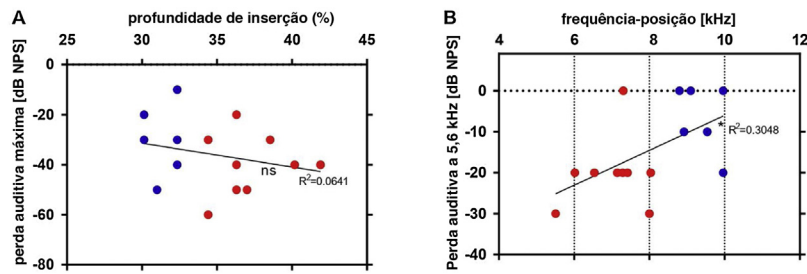 A
profundidade de inserção (%)
25 30 35 40 45
perda auditiva máxima [dB NPS]
0
-20
-40
-60
-80
ns
R²=0.0641
B
frequência-posição [kHz]
4 6 8 10 12
Perda auditiva a 5,6 kHz [dB NPS]
0
-10
-20
-30
-40
* R²=0.3048